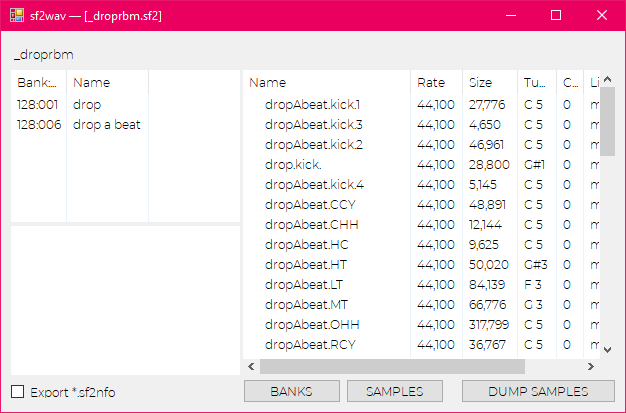 sf2wav — [_droprbm.sf2]
_droprbm
Bank:... Name
128:001 drop
128:006 drop a beat
Name Rate Size Tu... C... Li
dropAbeat.kick.1 44,100 27,776 C 5 0 m
dropAbeat.kick.3 44,100 4,650 C 5 0 m
dropAbeat.kick.2 44,100 46,961 C 5 0 m
drop.kick. 44,100 28,800 G#1 0 m
dropAbeat.kick.4 44,100 5,145 C 5 0 m
dropAbeat.CCY 44,100 48,891 C 5 0 m
dropAbeat.CHH 44,100 12,144 C 5 0 m
dropAbeat.HC 44,100 9,625 C 5 0 m
dropAbeat.HT 44,100 50,020 G#3 0 m
dropAbeat.LT 44,100 84,139 F 3 0 m
dropAbeat.MT 44,100 66,776 G 3 0 m
dropAbeat.OHH 44,100 317,799 C 5 0 m
dropAbeat.RCY 44,100 36,767 C 5 0 m
Export *.sf2nfo BANKS SAMPLES DUMP SAMPLES